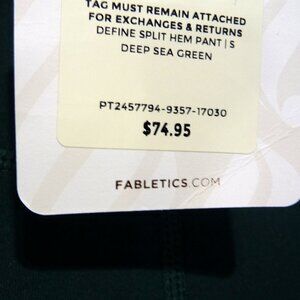 TAG MUST REMAIN ATTACHED
FOR EXCHANGES & RETURNS
DEFINE SPLIT HEM PANT | S
DEEP SEA GREEN
PT2457794-9357-17030
$74.95
FABLETICS.COM